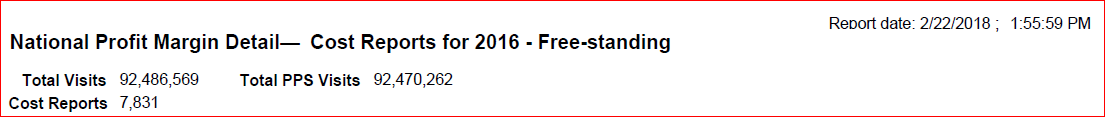 Report date: 2/22/2018 ; 1:55:59 PM
National Profit Margin Detail— Cost Reports for 2016 - Free-standing
Total Visits 92,486,569 Total PPS Visits 92,470,262
Cost Reports 7,831